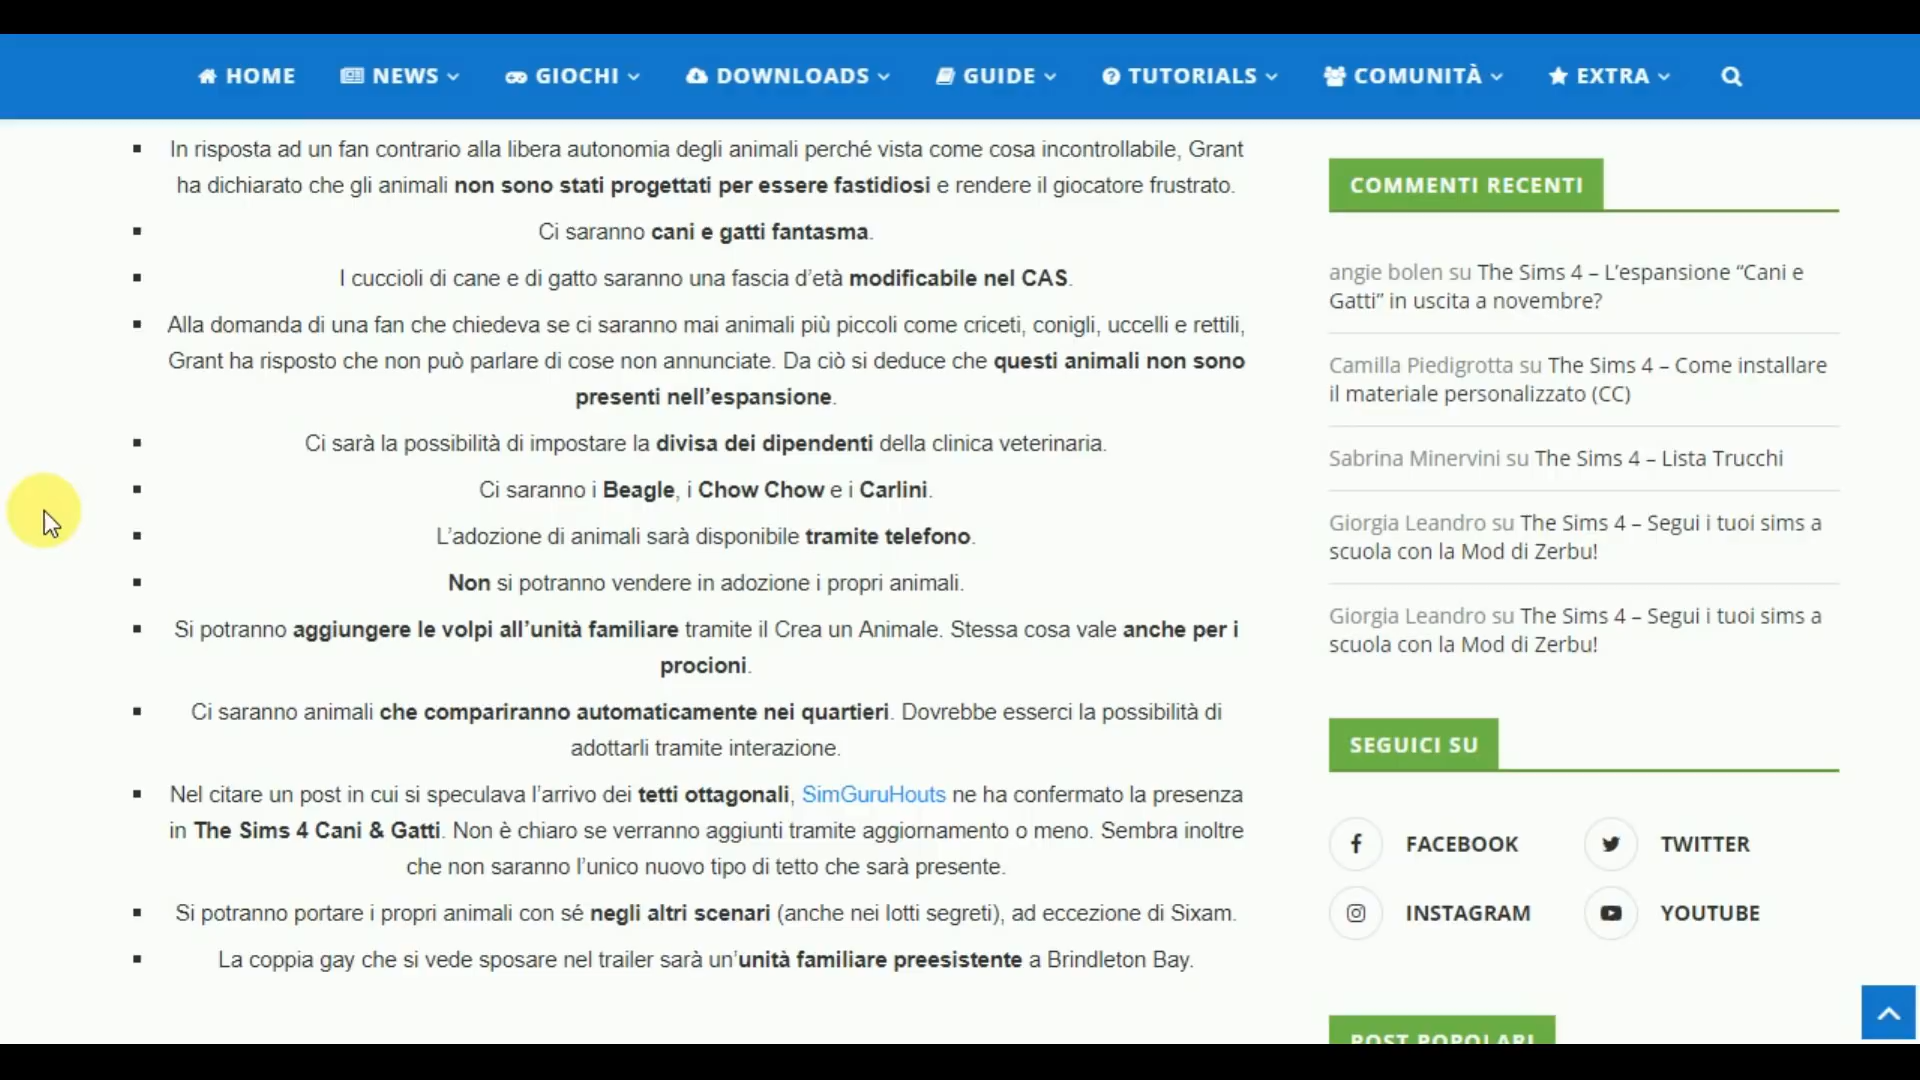 HOME NEWS GIOCHI DOWNLOADS GUIDE TUTORIALS COMUNITÀ EXTRA
In risposta ad un fan contrario alla libera autonomia degli animali perché vista come cosa incontrollabile, Grant
ha dichiarato che gli animali non sono stati progettati per essere fastidiosi e rendere il giocatore frustrato.
Ci saranno cani e gatti fantasma.
I cuccioli di cane e di gatto saranno una fascia d’età modificabile nel CAS.
Alla domanda di una fan che chiedeva se ci saranno mai animali più piccoli come criceti, conigli, uccelli e rettili,
Grant ha risposto che non può parlare di cose non annunciate. Da ciò si deduce che questi animali non sono
presenti nell’espansione.
Ci sarà la possibilità di impostare la divisa dei dipendenti della clinica veterinaria.
Ci saranno i Beagle, i Chow Chow e i Carlini.
L’adozione di animali sarà disponibile tramite telefono.
Non si potranno vendere in adozione i propri animali.
Si potranno aggiungere le volpi all’unità familiare tramite il Crea un Animale. Stessa cosa vale anche per i
procioni.
Ci saranno animali che compariranno automaticamente nei quartieri. Dovrebbe esserci la possibilità di
adottarli tramite interazione.
Nel citare un post in cui si speculava l’arrivo dei tetti ottagonali, SimGuruHouts ne ha confermato la presenza
in The Sims 4 Cani & Gatti. Non è chiaro se verranno aggiunti tramite aggiornamento o meno. Sembra inoltre
che non saranno l’unico nuovo tipo di tetto che sarà presente.
Si potranno portare i propri animali con sé negli altri scenari (anche nei lotti segreti), ad eccezione di Sixam.
La coppia gay che si vede sposare nel trailer sarà un’unità familiare preesistente a Brindleton Bay.
COMMENTI RECENTI
angie bolen su The Sims 4 – L’espansione “Cani e
Gatti” in uscita a novembre?
Camilla Piedigrotta su The Sims 4 – Come installare
il materiale personalizzato (CC)
Sabrina Minervini su The Sims 4 – Lista Trucchi
Giorgia Leandro su The Sims 4 – Segui i tuoi sims a
scuola con la Mod di Zerbu!
Giorgia Leandro su The Sims 4 – Segui i tuoi sims a
scuola con la Mod di Zerbu!
SEGUICI SU
FACEBOOK TWITTER
INSTAGRAM YOUTUBE
POST POPOLARI